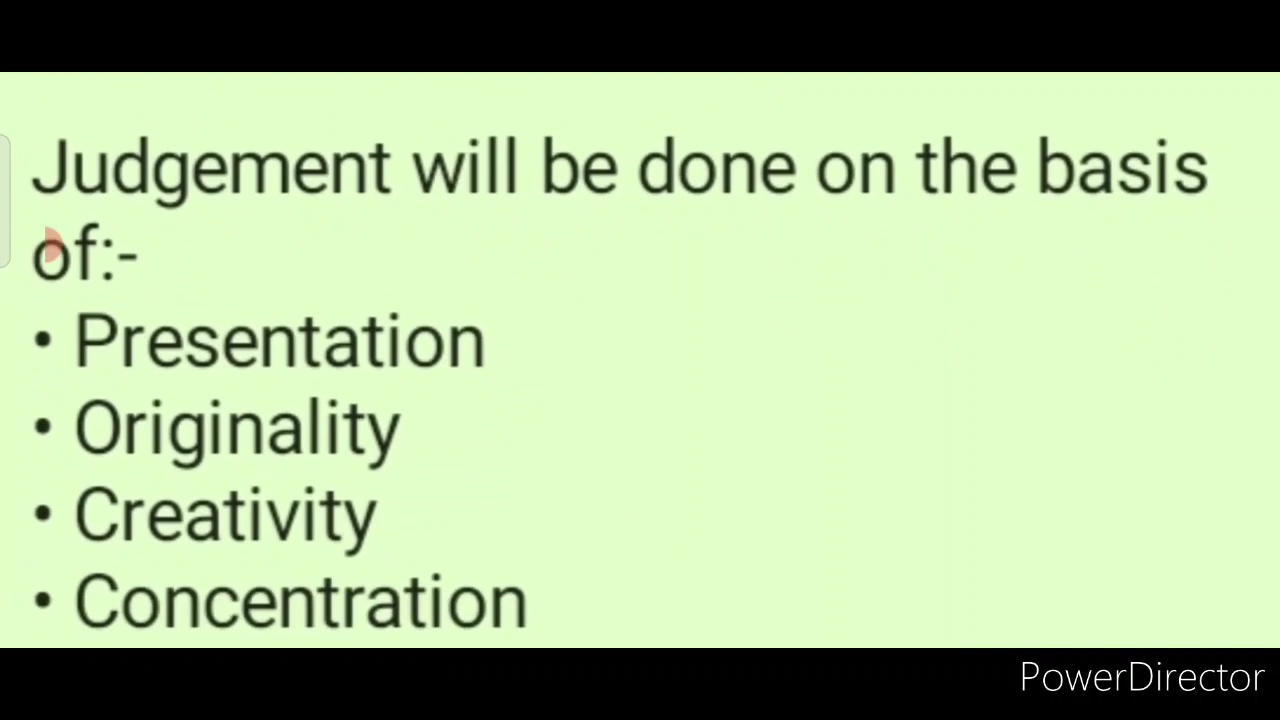 Judgement will be done on the basis
of:-
• Presentation
• Originality
• Creativity
• Concentration
PowerDirector